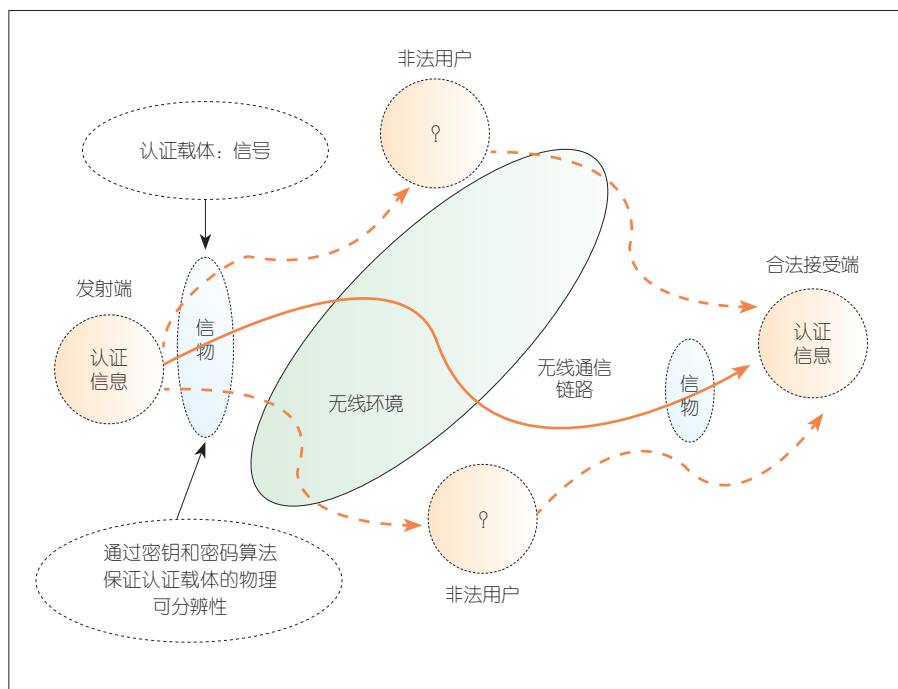 非法用户
?
认证载体：信号
发射端
信
物
认证
信息
合法接受端
认证
信息
无线通信
链路
信
物
无线环境
?
非法用户
通过密钥和密码算法
保证认证载体的物理
可分辨性